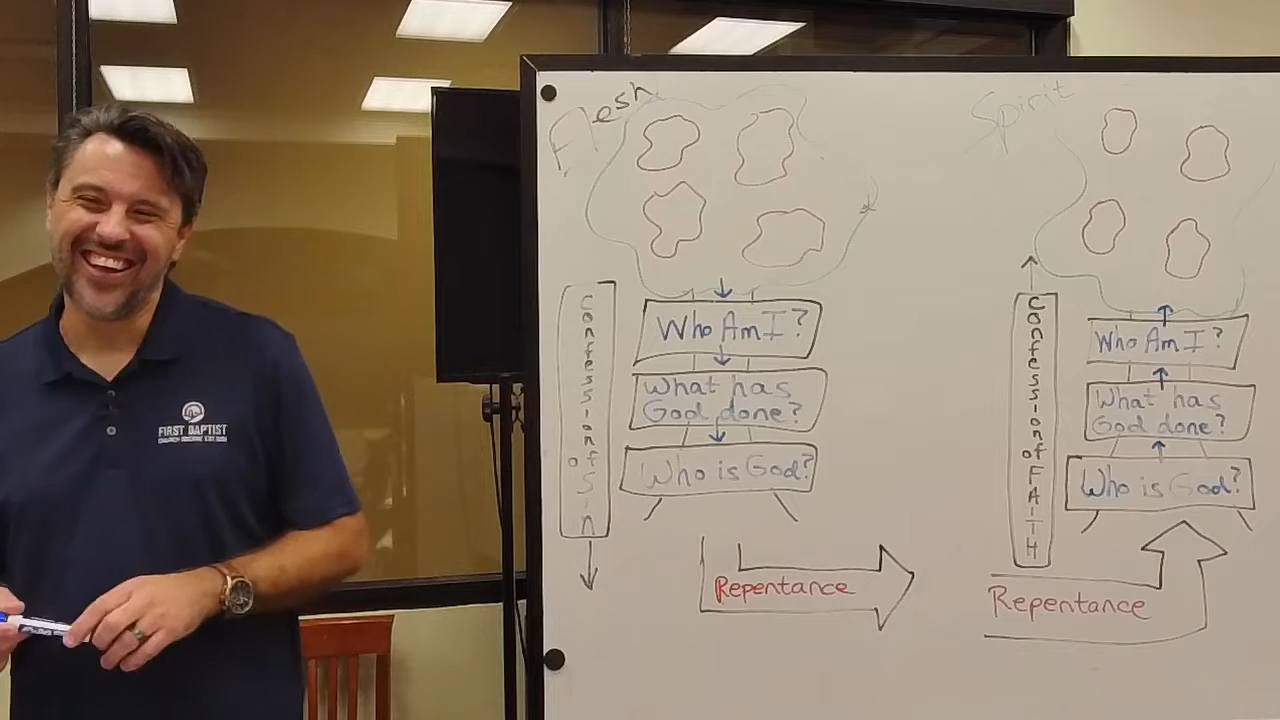 FIRST BAPTIST
Flesh
Confession of Sin
Who Am I?
What has
God done?
Who is God?
Repentance
Spirit
Confession of FAITH
Who Am I?
What has
God done?
Who is God?
Repentance